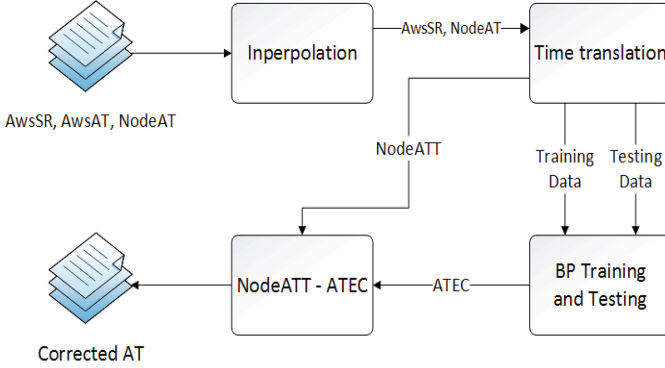 AwsSR, AwsAT, NodeAT
Inperpolation
AwsSR, NodeAT
Time translation
NodeATT
Training
Data
Testing
Data
BP Training
and Testing
ATEC
NodeATT - ATEC
Corrected AT